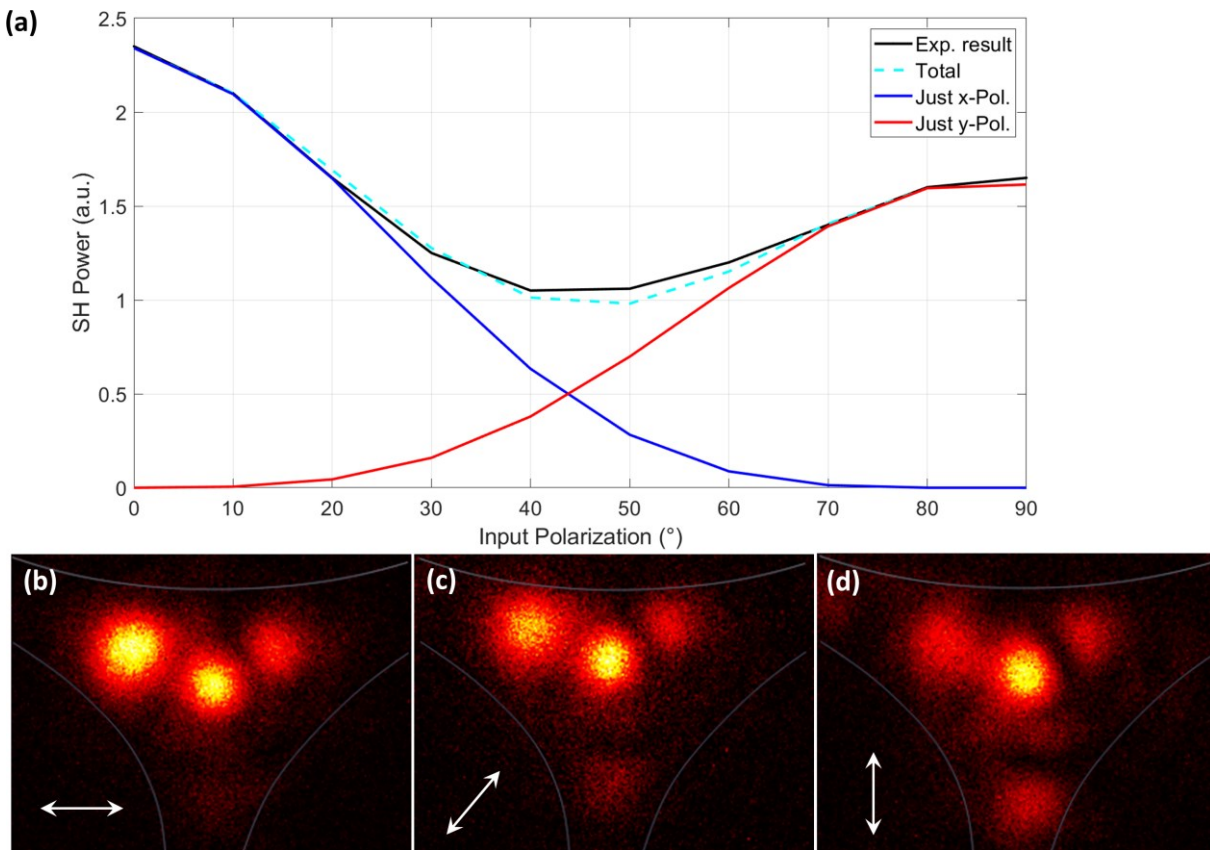 (a)
2.5
2
1.5
1
0.5
0
SH Power (a.u.)
Exp. result
Total
Just x-Pol.
Just y-Pol.
0 10 20 30 40 50 60 70 80 90
Input Polarization (°)
(b) (c) (d)